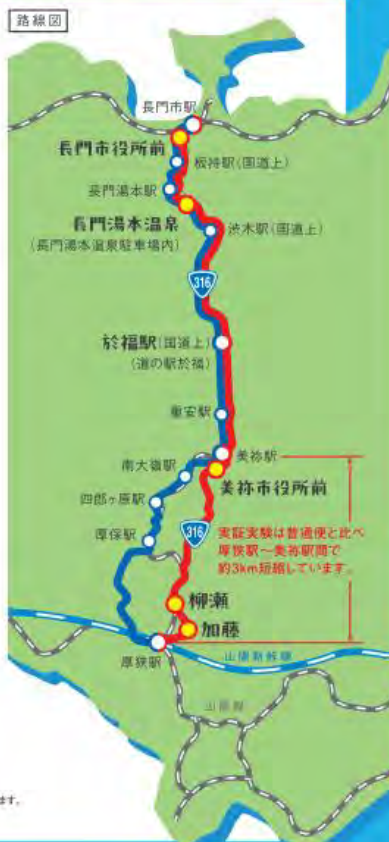 路線図
長門市駅
長門市役所前
板持駅(国道上)
長門湯本駅
長門湯本温泉
(長門湯本温泉駐車場内)
渋木駅(国道上)
316
於福駅(国道上)
(道の駅於福)
重安駅
美祢駅
南大嶺駅
美祢市役所前
四郎ヶ原駅
316
実証実験は普通便と比べ
厚狭駅～美祢駅間で
約3km短縮しています。
厚保駅
柳瀬
加藤
山陽新幹線
厚狭駅
山陽線
ます。